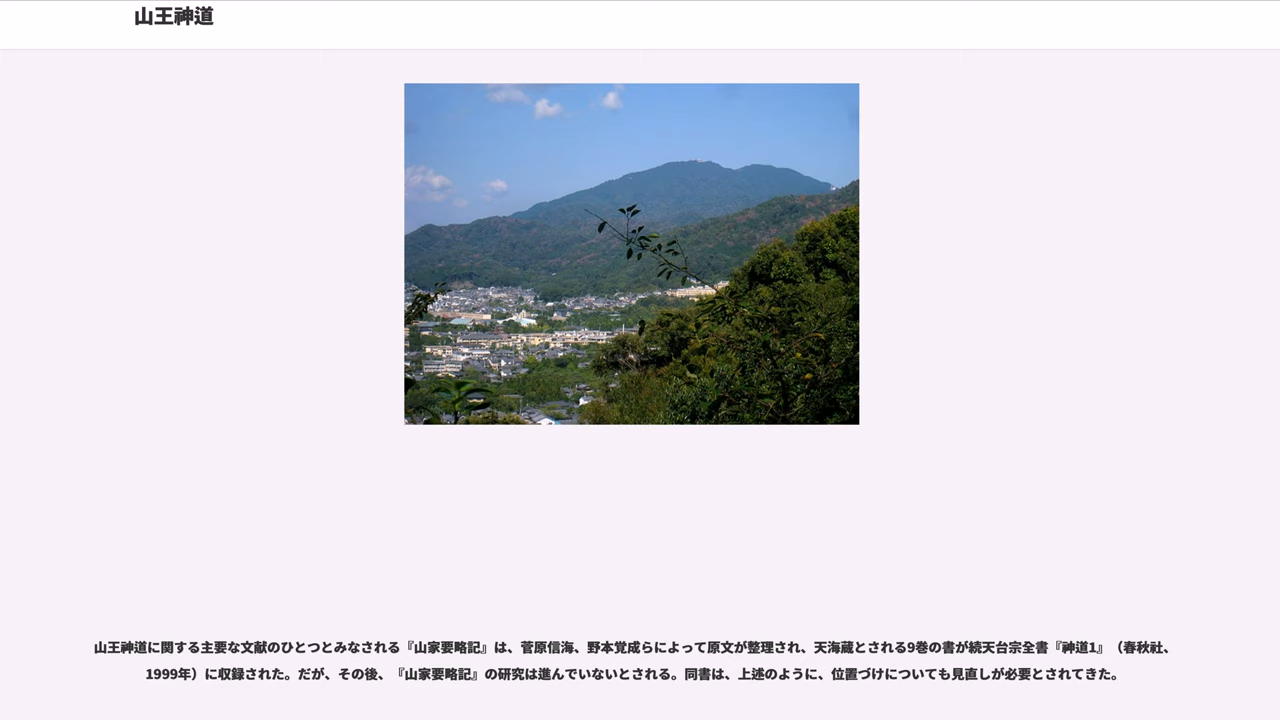 山王神道
山王神道に関する主要な文献のひとつとみなされる『山家要略記』は、菅原信海、野本覚成らによって原文が整理され、天海蔵とされる9巻の書が続天台宗全書『神道1』（春秋社、
1999年）に収録された。だが、その後、『山家要略記』の研究は進んでいないとされる。同書は、上述のように、位置づけについても見直しが必要とされてきた。